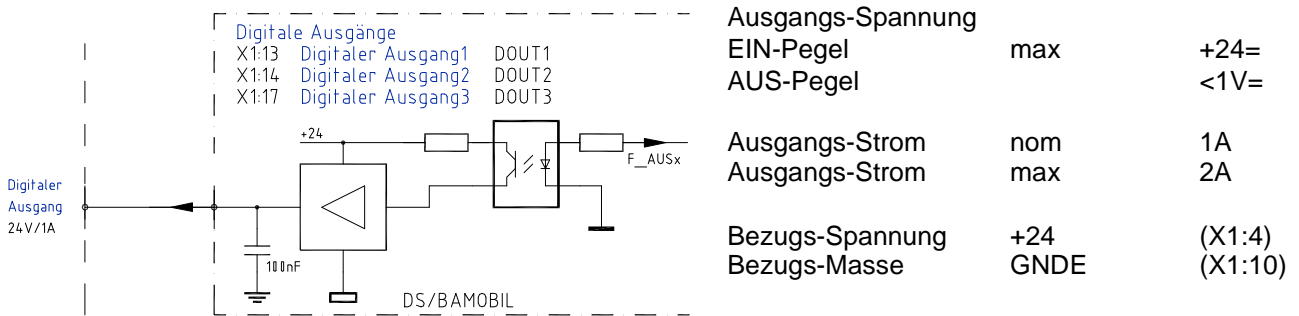 Digitale Ausgänge
X1:13 Digitaler Ausgang1 DOUT1
X1:14 Digitaler Ausgang2 DOUT2
X1:17 Digitaler Ausgang3 DOUT3
+24
F_AUSx
Digitaler
Ausgang
24V/1A
100nF
DS/BAMOBIL
Ausgangs-Spannung
EIN-Pegel max +24=
AUS-Pegel <1V=
Ausgangs-Strom nom 1A
Ausgangs-Strom max 2A
Bezugs-Spannung +24 (X1:4)
Bezugs-Masse GNDE (X1:10)